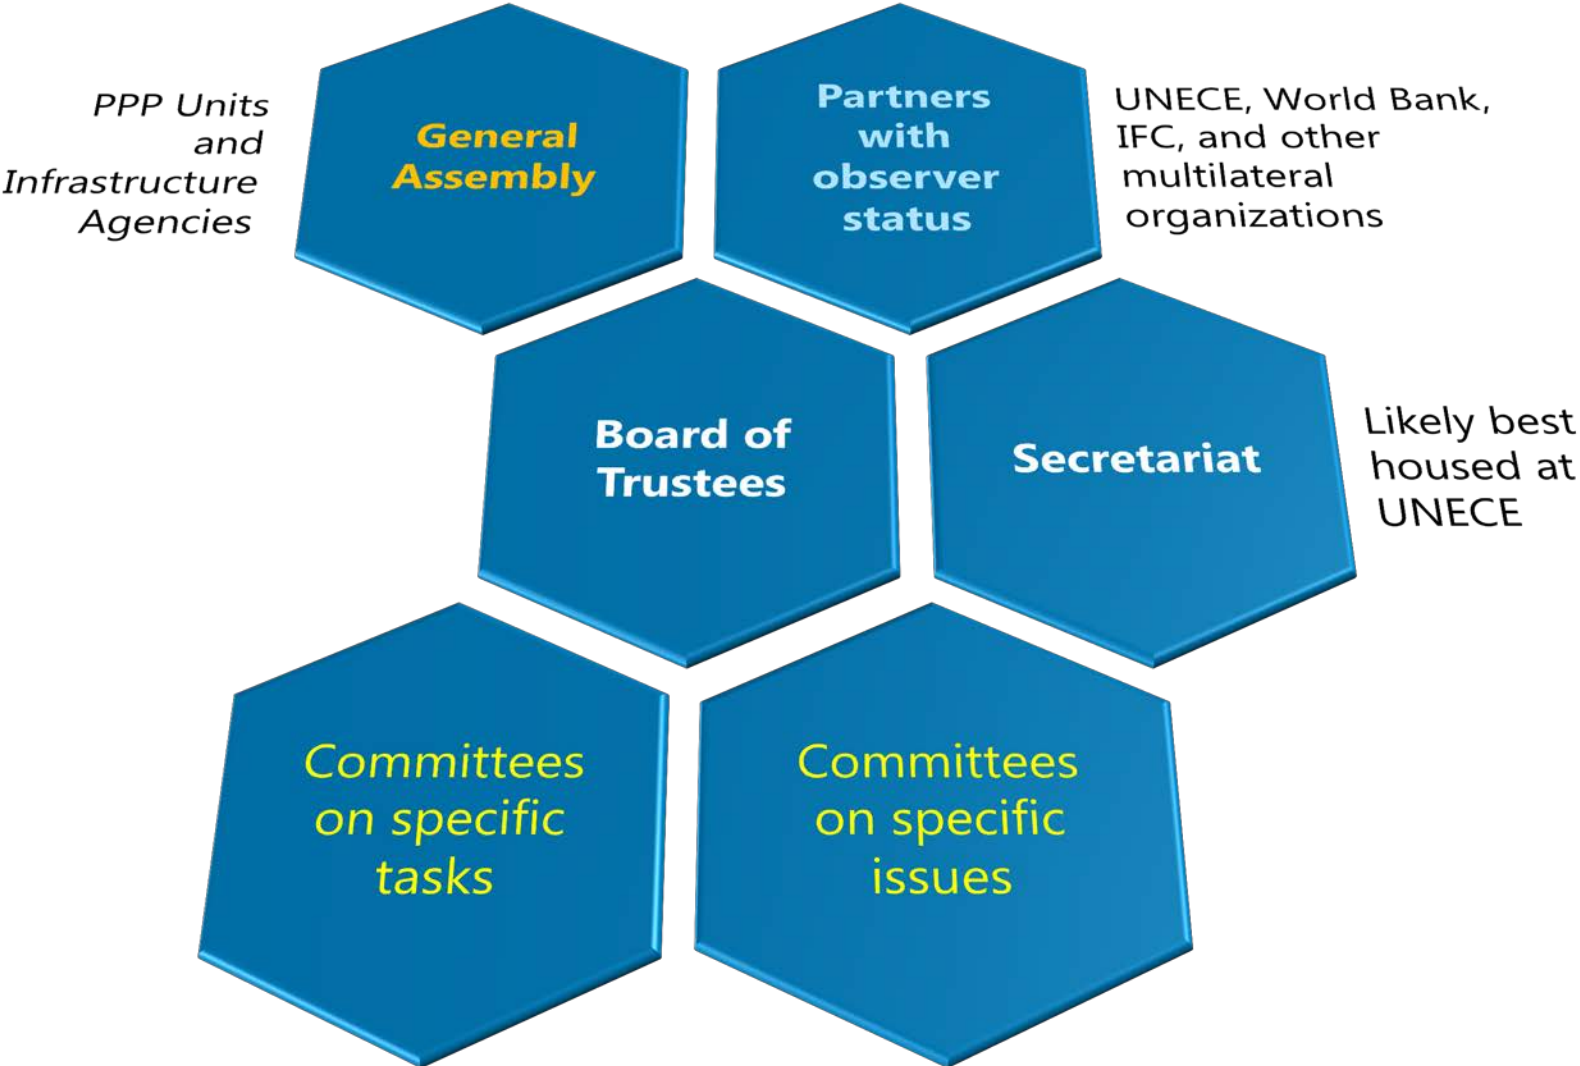 PPP Units
and
Infrastructure
Agencies
General
Assembly
Partners
with
observer
status
UNECE, World Bank,
IFC, and other
multilateral
organizations
Board of
Trustees
Secretariat
Likely best
housed at
UNECE
Committees
on specific
tasks
Committees
on specific
issues